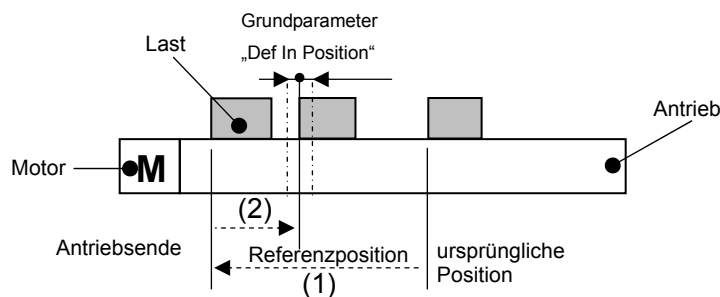 Grundparameter
„Def In Position“
Last
Antrieb
Motor
M
(2)
Antriebsende
Referenzposition
ursprüngliche
Position
(1)